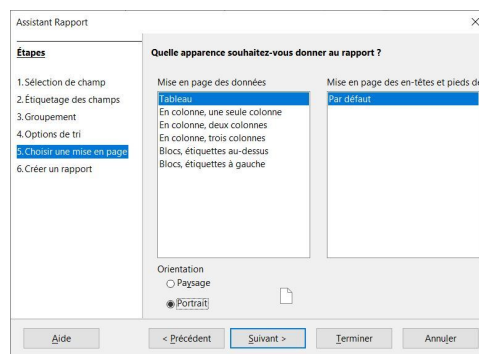 Assistant Rapport
Étapes
1.Sélection de champ
2.Étiquetage des champs
3.Groupement
4.Options de tri
5.Choisir une mise en page
6.Créer un rapport
Quelle apparence souhaitez-vous donner au rapport ?
Mise en page des données
Tableau
En colonne, une seule colonne
En colonne, deux colonnes
En colonne, trois colonnes
Blocs, étiquettes au-dessus
Blocs, étiquettes à gauche
Mise en page des en-têtes et pieds de
Par défaut
Orientation
Paysage
Portrait
Aide
< Précédent
Suivant >
Terminer
Annuler